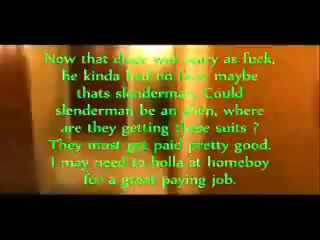 Now that dude was scary as fuck,
he kinda had no face, maybe
thats slenderman. Could
slenderman be an alien, where
are they getting these suits ?
They must get paid pretty good.
I may need to holla at homeboy
for a great paying job.